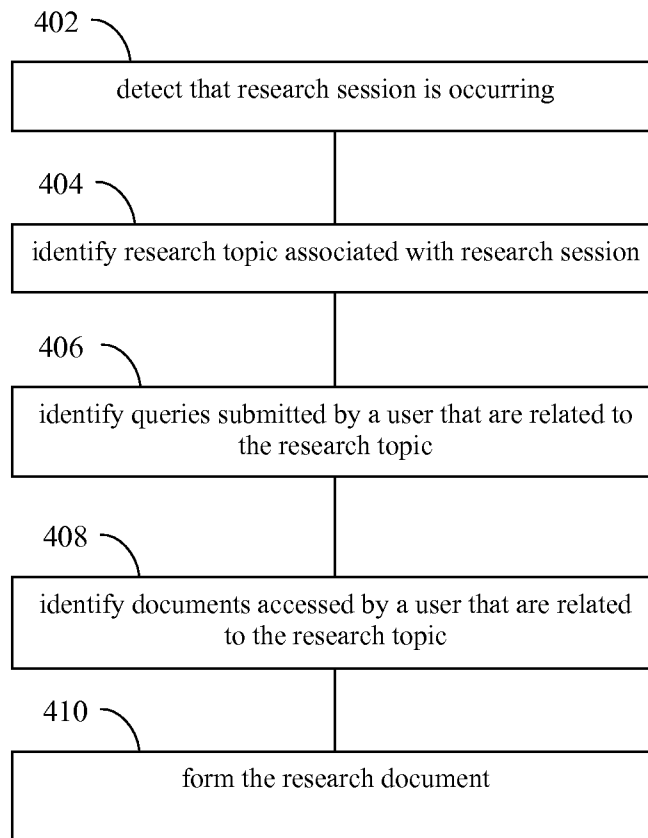 402
detect that research session is occurring
404
identify research topic associated with research session
406
identify queries submitted by a user that are related to
the research topic
408
identify documents accessed by a user that are related
to the research topic
410
form the research document